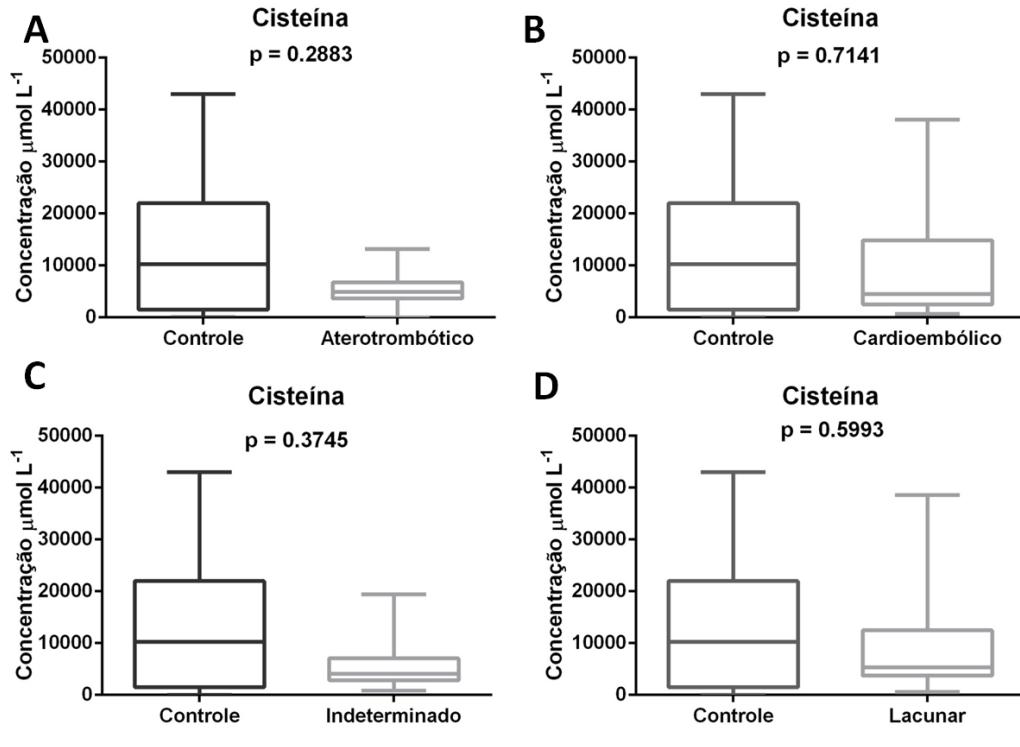 A
Cisteína
p = 0.2883
Concentração µmol L⁻¹
50000
40000
30000
20000
10000
0
Controle
Aterotrombótico
B
Cisteína
p = 0.7141
Concentração µmol L⁻¹
50000
40000
30000
20000
10000
0
Controle
Cardioembólico
C
Cisteína
p = 0.3745
Concentração µmol L⁻¹
50000
40000
30000
20000
10000
0
Controle
Indeterminado
D
Cisteína
p = 0.5993
Concentração µmol L⁻¹
50000
40000
30000
20000
10000
0
Controle
Lacunar